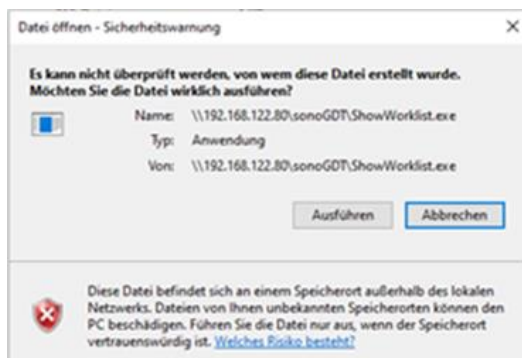 Datei öffnen - Sicherheitswarnung
Es kann nicht überprüft werden, von wem diese Datei erstellt wurde.
Möchten Sie die Datei wirklich ausführen?
Name: \\192.168.122.80\sonoGDT\ShowWorklist.exe
Typ: Anwendung
Von: \\192.168.122.80\sonoGDT\ShowWorklist.exe
Ausführen Abbrechen
Diese Datei befindet sich an einem Speicherort außerhalb des lokalen
Netzwerks. Dateien von Ihnen unbekannten Speicherorten können den
PC beschädigen. Führen Sie die Datei nur aus, wenn der Speicherort
vertrauenswürdig ist. Welches Risiko besteht?